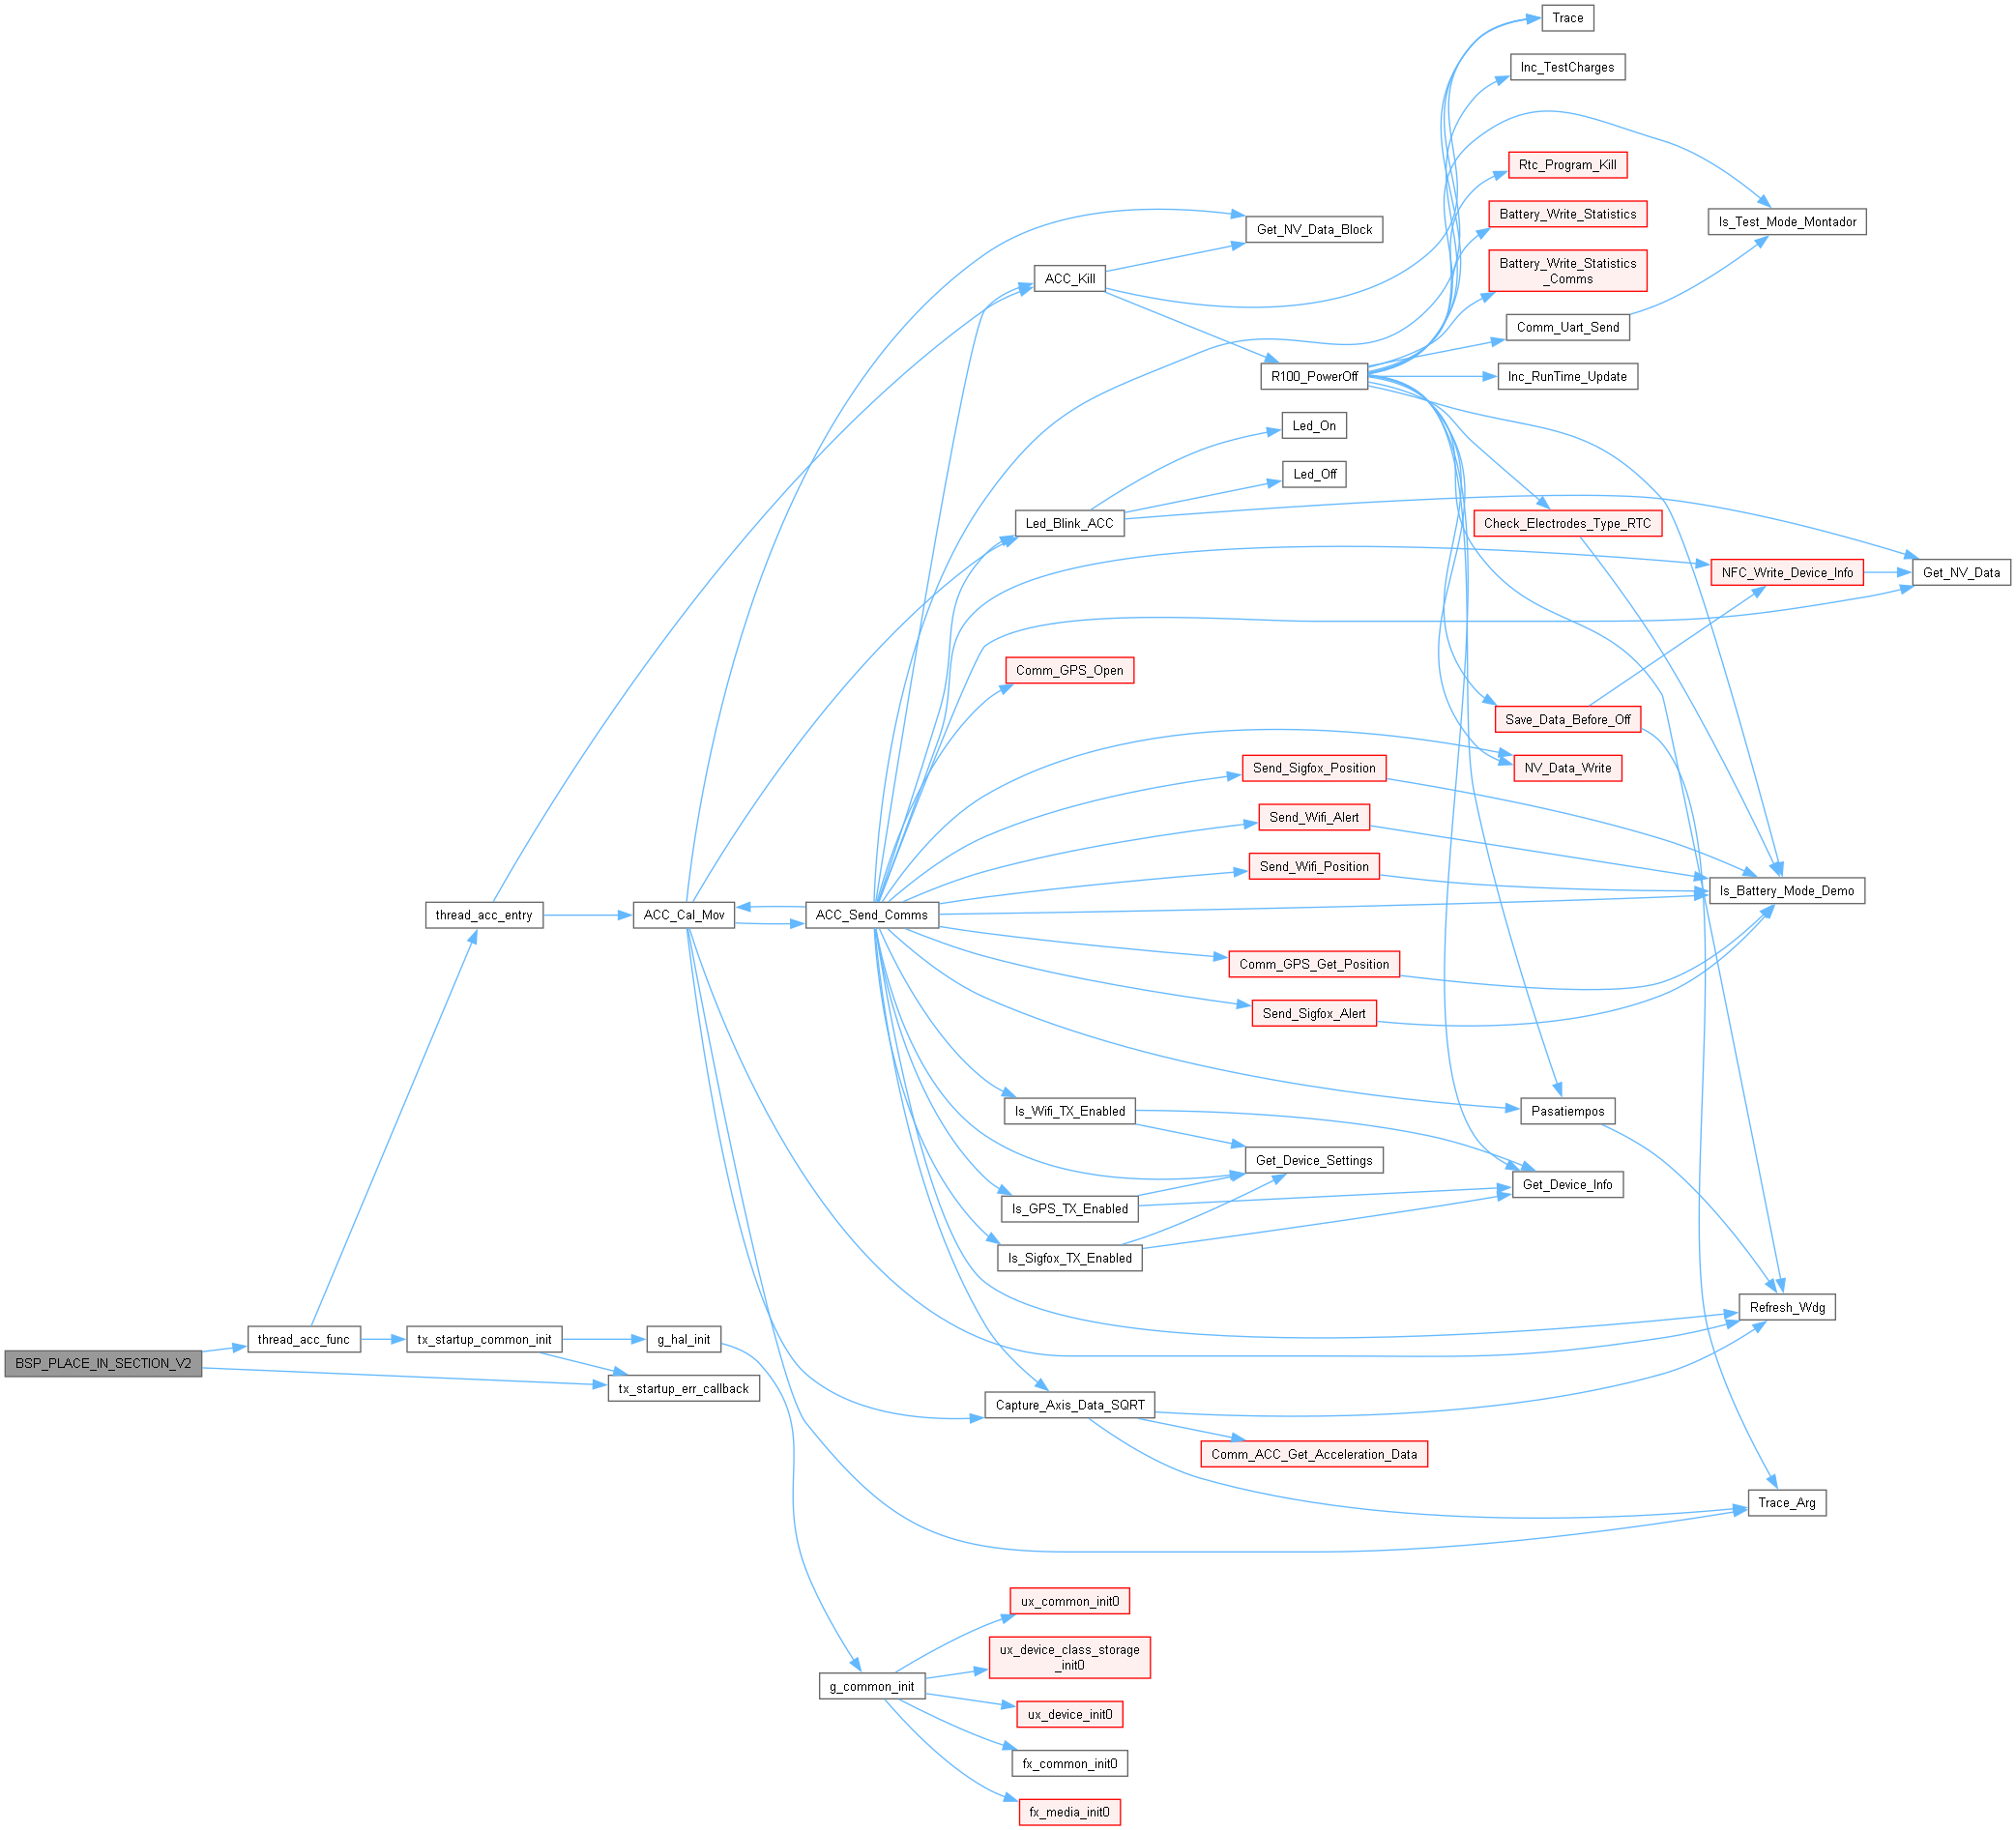 Trace
Inc_TestCharges
Rtc_Program_Kill
Battery_Write_Statistics
Is_Test_Mode_Montador
Get_NV_Data_Block
Battery_Write_Statistics
_Comms
ACC_Kill
Comm_Uart_Send
R100_PowerOff
Inc_RunTime_Update
Led_On
Led_Off
Led_Blink_ACC
Check_Electrodes_Type_RTC
NFC_Write_Device_Info
Get_NV_Data
Comm_GPS_Open
Save_Data_Before_Off
Send_Sigfox_Position
NV_Data_Write
Send_Wifi_Alert
Send_Wifi_Position
Is_Battery_Mode_Demo
thread_acc_entry
ACC_Cal_Mov
ACC_Send_Comms
Comm_GPS_Get_Position
Send_Sigfox_Alert
Is_Wifi_TX_Enabled
Pasatiempos
Get_Device_Settings
Get_Device_Info
Is_GPS_TX_Enabled
Is_Sigfox_TX_Enabled
Refresh_Wdg
thread_acc_func
tx_startup_common_init
g_hal_init
BSP_PLACE_IN_SECTION_V2
tx_startup_err_callback
Capture_Axis_Data_SQRT
Comm_ACC_Get_Acceleration_Data
Trace_Arg
ux_common_init0
ux_device_class_storage
_init0
g_common_init
ux_device_init0
fx_common_init0
fx_media_init0